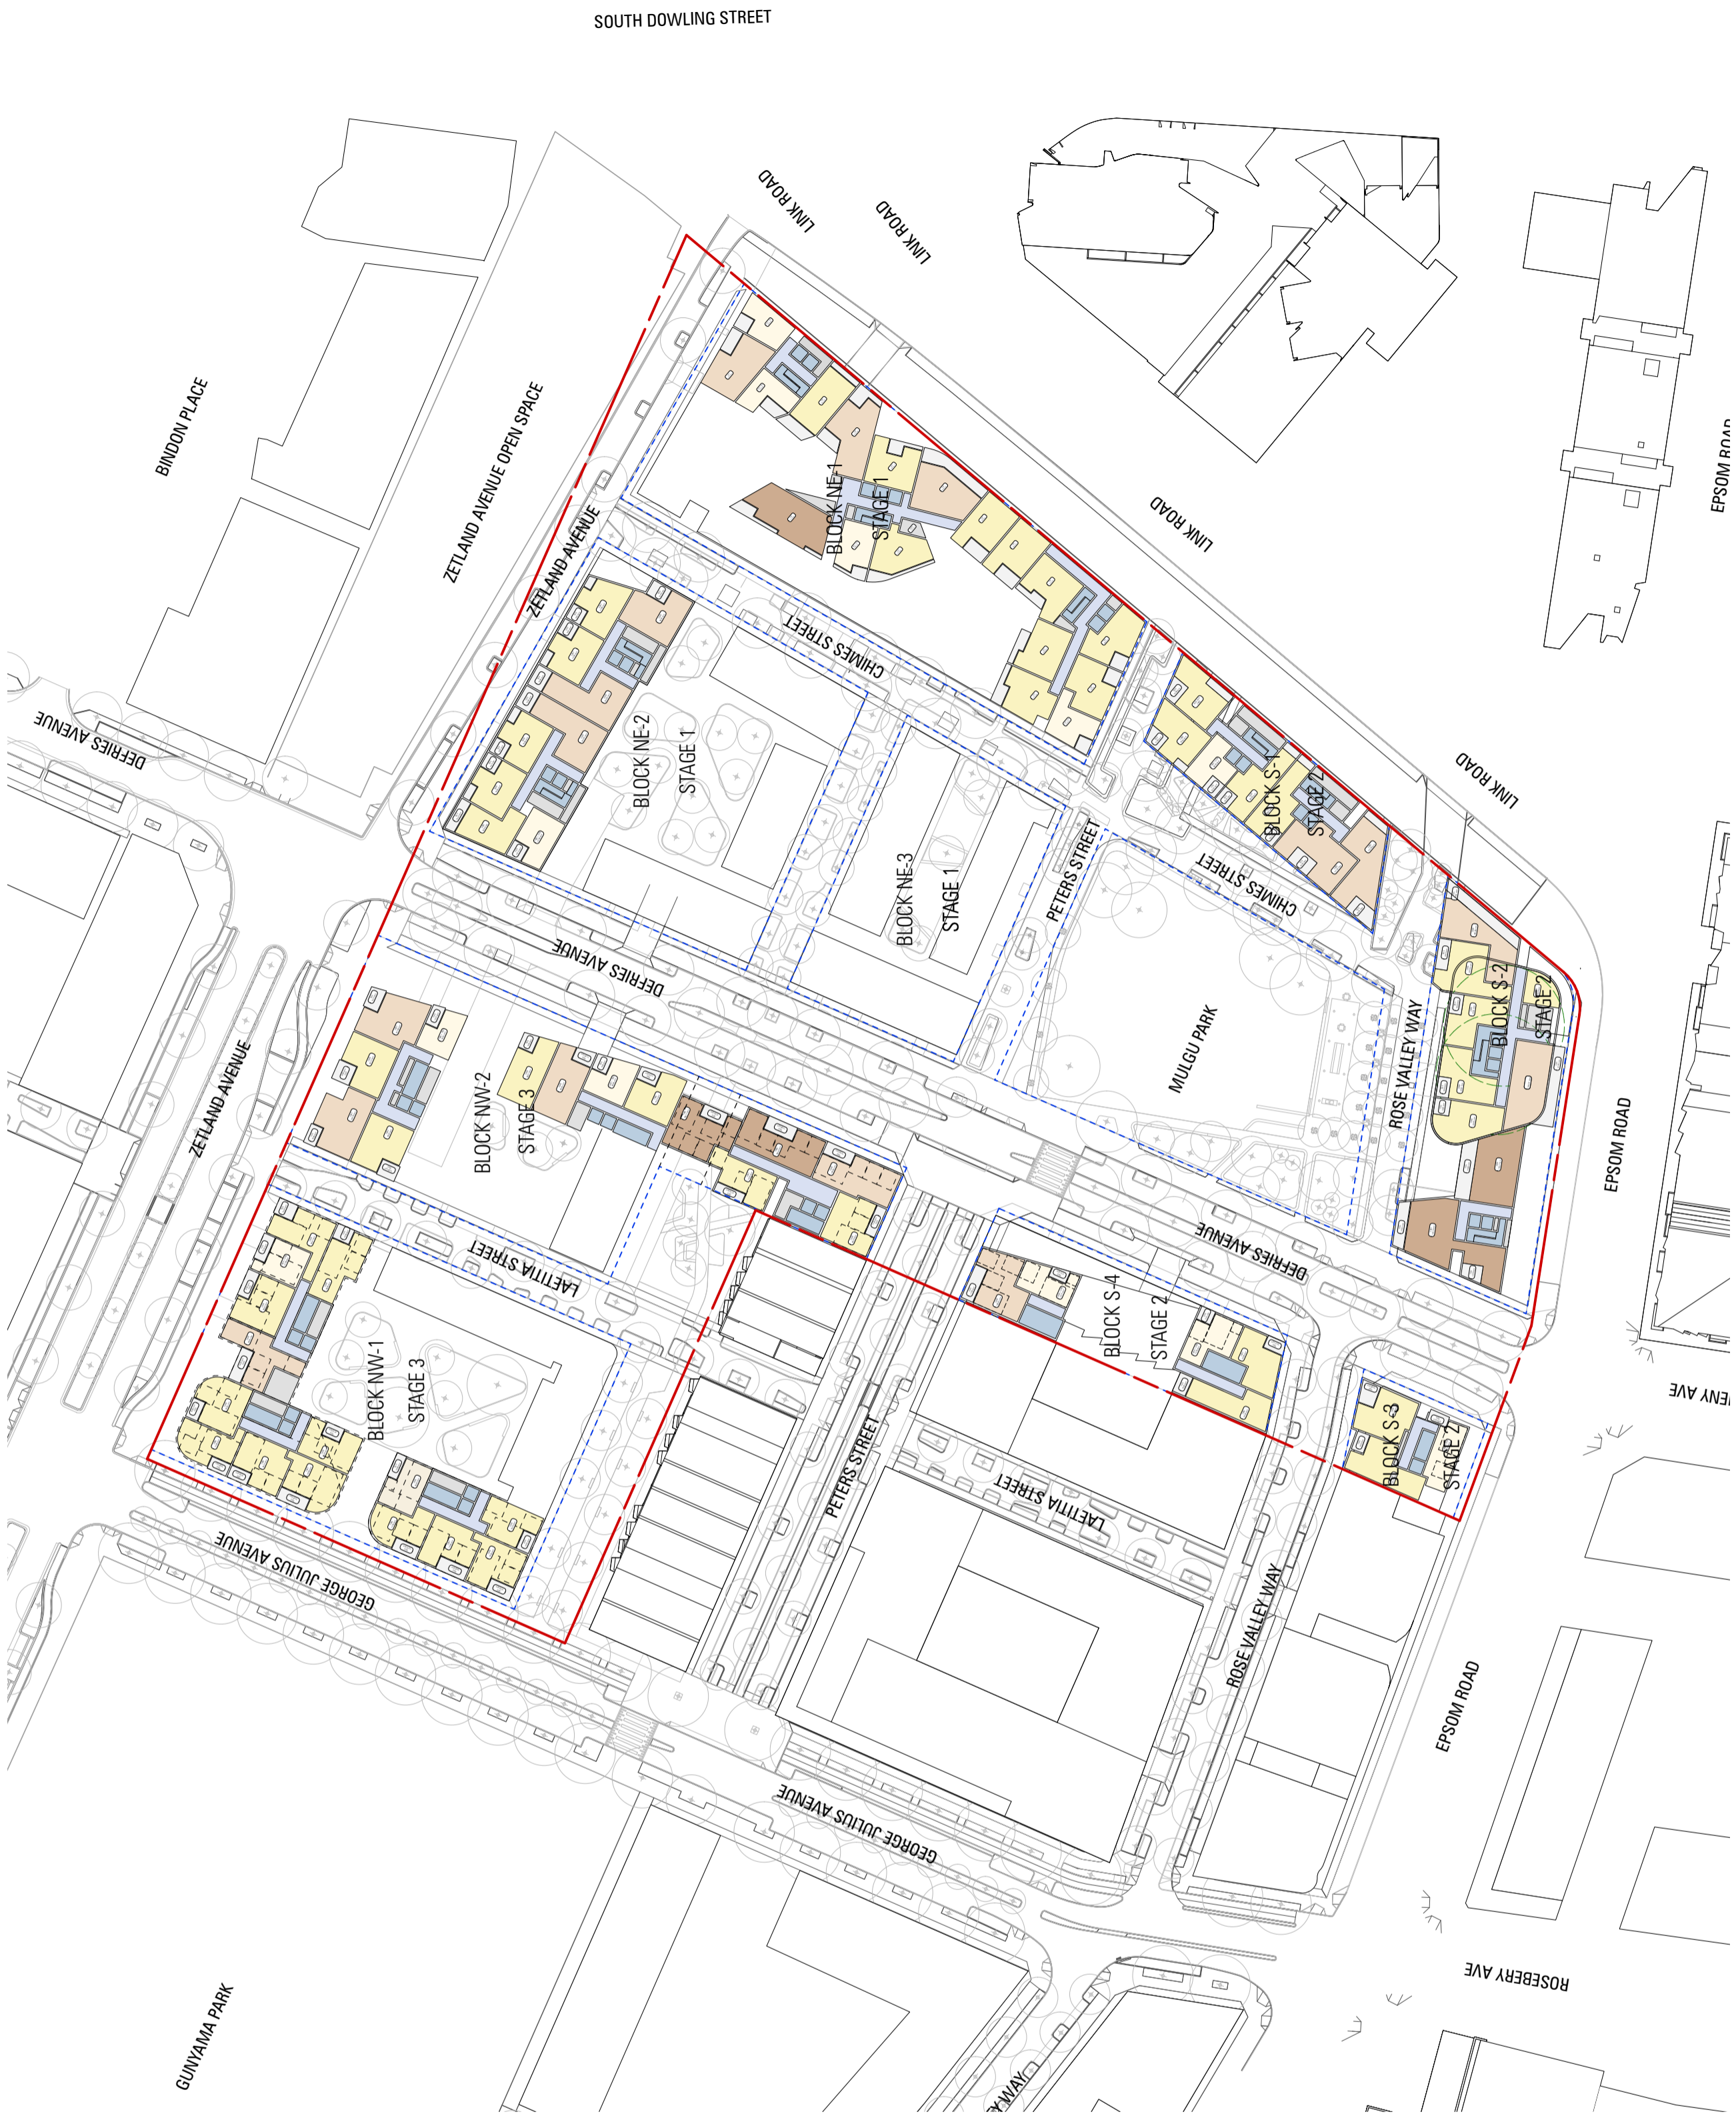 SOUTH DOWLING STREET
LINK ROAD
LINK ROAD
BINDON PLACE
ZETLAND AVENUE OPEN SPACE
ZETLAND AVENUE
BLOCK NE-1
STAGE 1
LINK ROAD
EPSOM ROAD
CHIMES STREET
DEFRIES AVENUE
BLOCK NE-2
STAGE 1
LINK ROAD
BLOCK S-1
STAGE 2
BLOCK NE-3
STAGE 1
PETERS STREET
CHIMES STREET
DEFRIES AVENUE
MULGU PARK
BLOCK S-2
STAGE 2
ROSE VALLEY WAY
EPSOM ROAD
ZETLAND AVENUE
BLOCK NW-2
STAGE 3
LAETITIA STREET
DEFRIES AVENUE
BLOCK S-4
STAGE 2
BLOCK NW-1
STAGE 3
BLOCK S-3
STAGE 2
PETERS STREET
LAETITIA STREET
GEORGE JULIUS AVENUE
ROSE VALLEY WAY
EPSOM ROAD
GEORGE JULIUS AVENUE
ROSEBERY AVE
GUNYAMA PARK
Y WAY